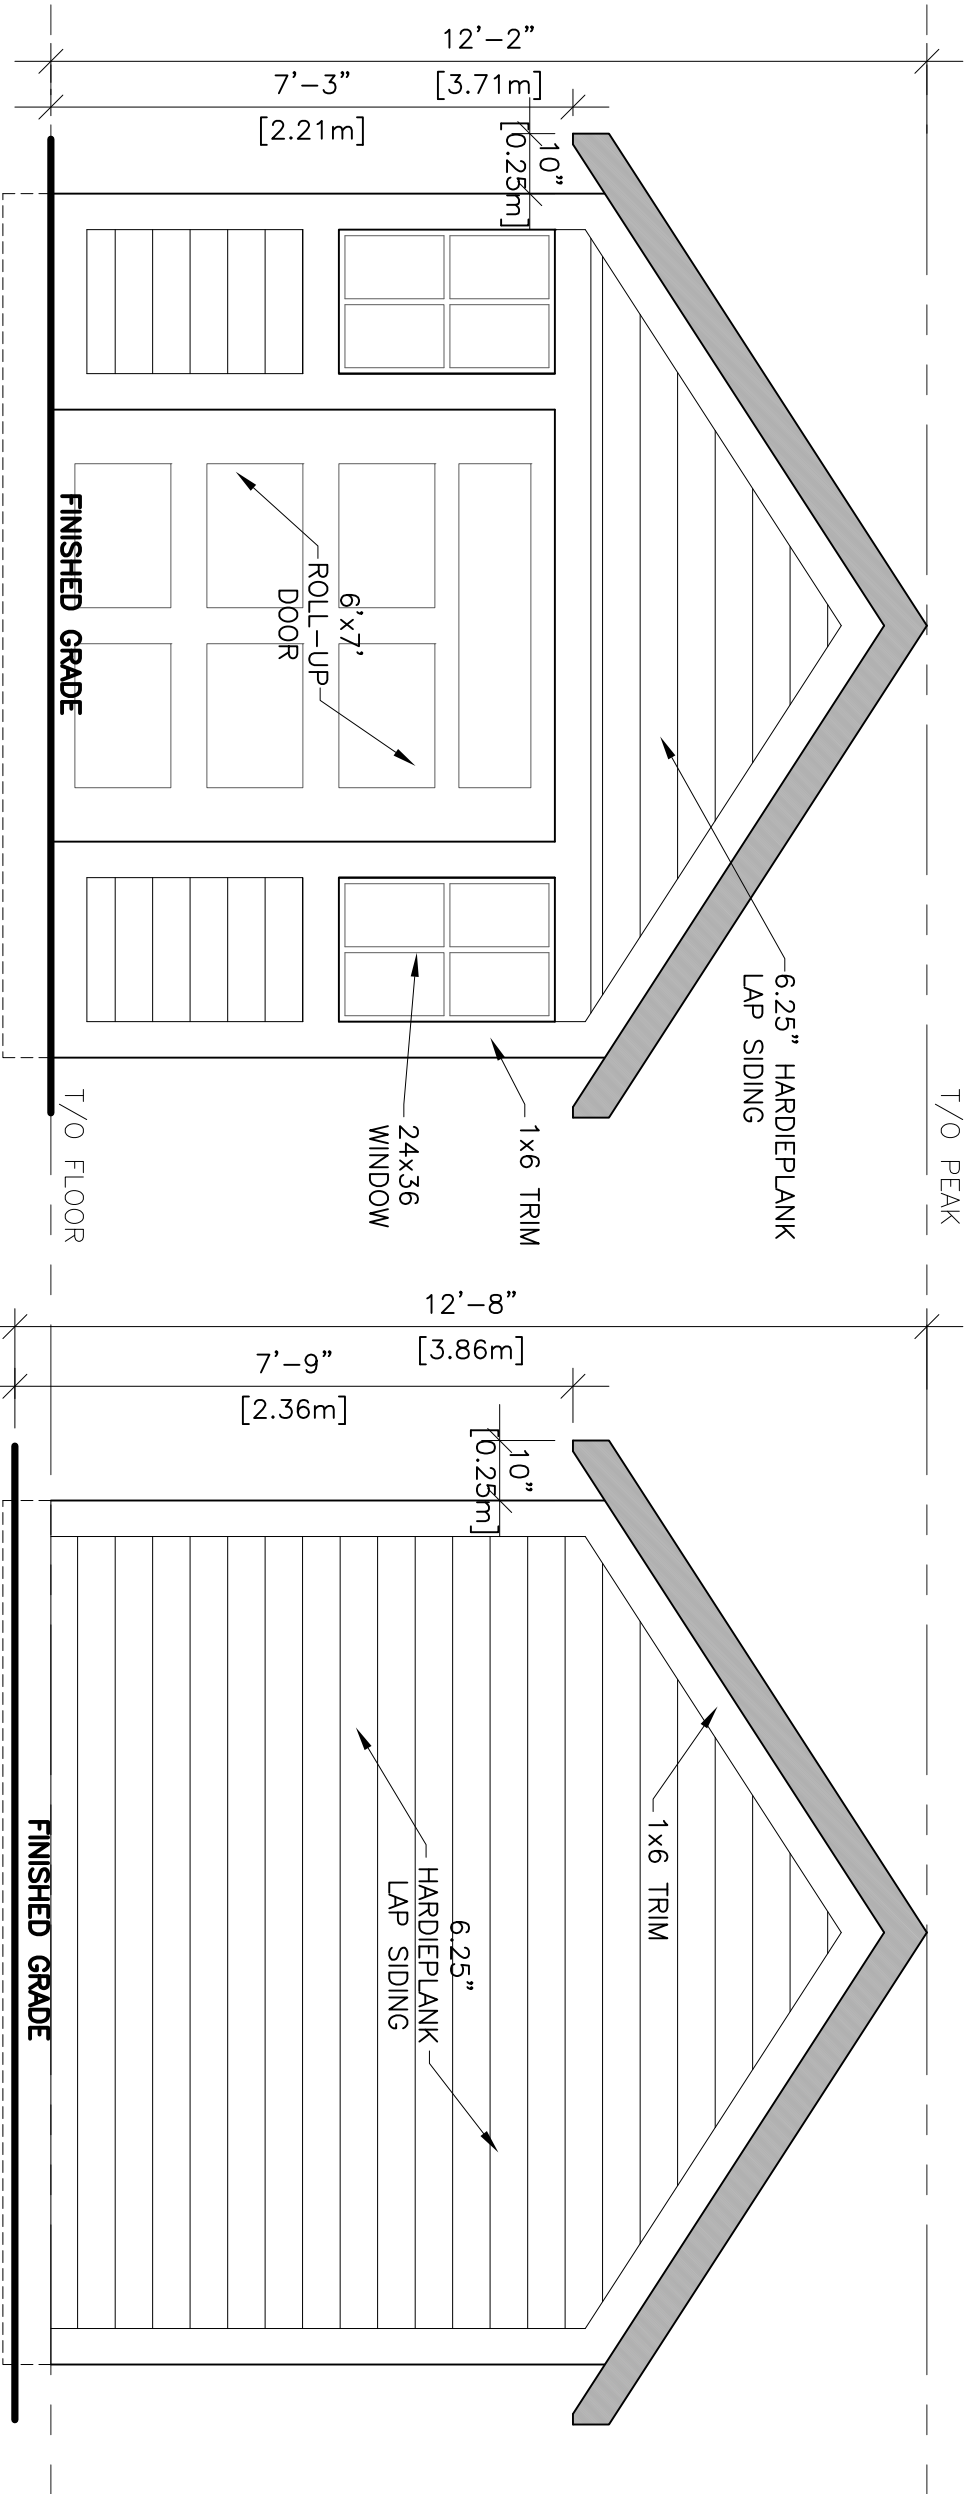 12'-2"
[3.71m]
7'-3"
[2.21m]
10"
[0.25m]
T/O PEAK
6.25" HARDIEPLANK
LAP SIDING
1x6 TRIM
24x36
WINDOW
6'x7'
ROLL-UP
DOOR
FINISHED GRADE
T/O FLOOR
12'-8"
[3.86m]
7'-9"
[2.36m]
10"
[0.25m]
1x6 TRIM
6.25"
HARDIEPLANK
LAP SIDING
FINISHED GRADE